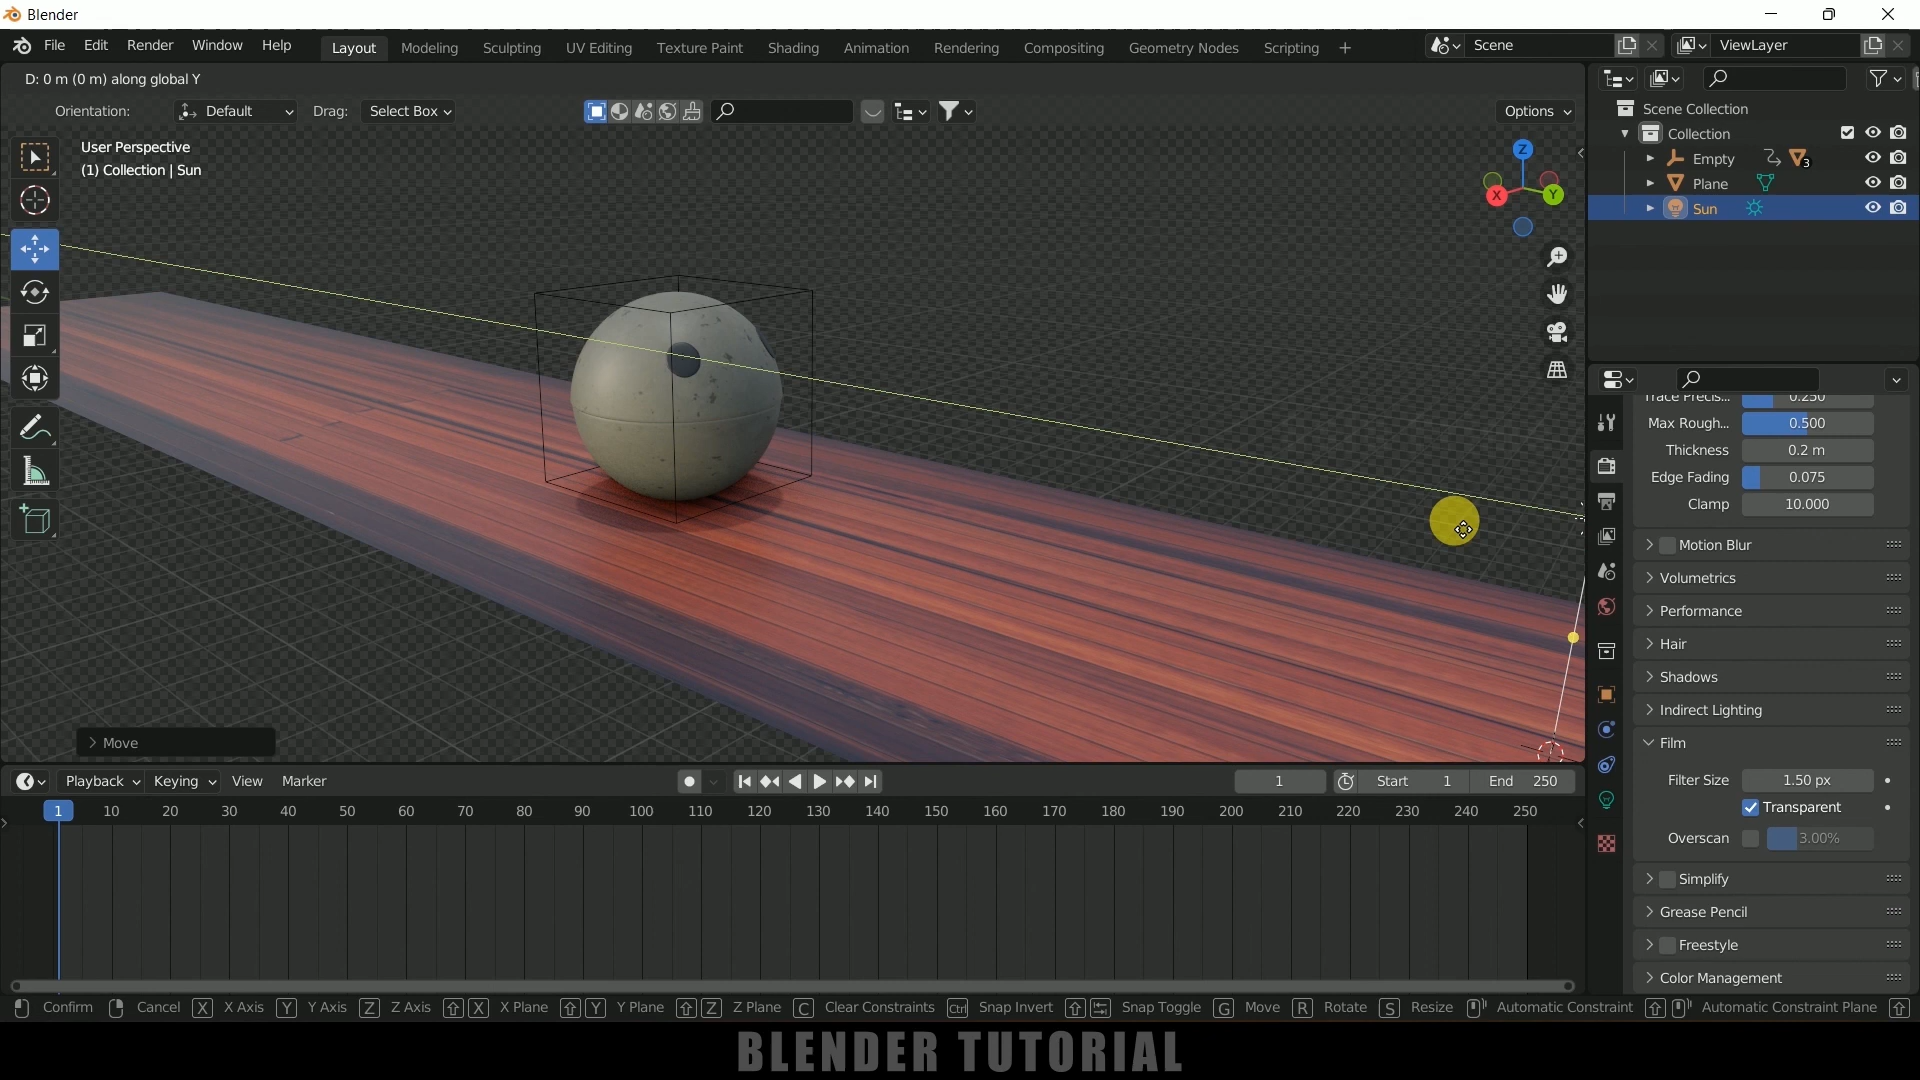 Blender
File Edit Render Window Help Layout Modeling Sculpting UV Editing Texture Paint Shading Animation Rendering Compositing Geometry Nodes Scripting + Scene ViewLayer
D: 0 m (0 m) along global Y
Orientation: Default Drag: Select Box Options
User Perspective
(1) Collection | Sun
Z
X
Y
Scene Collection
Collection
Empty 3
Plane
Sun
Trace Precis... 0.250
Max Rough... 0.500
Thickness 0.2 m
Edge Fading 0.075
Clamp 10.000
Motion Blur
Volumetrics
Performance
Hair
Shadows
Indirect Lighting
Film
Filter Size 1.50 px
Transparent
Overscan 3.00%
Simplify
Grease Pencil
Freestyle
Color Management
Move
Playback Keying View Marker 1 Start 1 End 250
1 10 20 30 40 50 60 70 80 90 100 110 120 130 140 150 160 170 180 190 200 210 220 230 240 250
Confirm Cancel X X Axis Y Y Axis Z Z Axis X X Plane Y Y Plane Z Z Plane C Clear Constraints Ctrl Snap Invert Snap Toggle G Move R Rotate S Resize Automatic Constraint Automatic Constraint Plane
BLENDER TUTORIAL